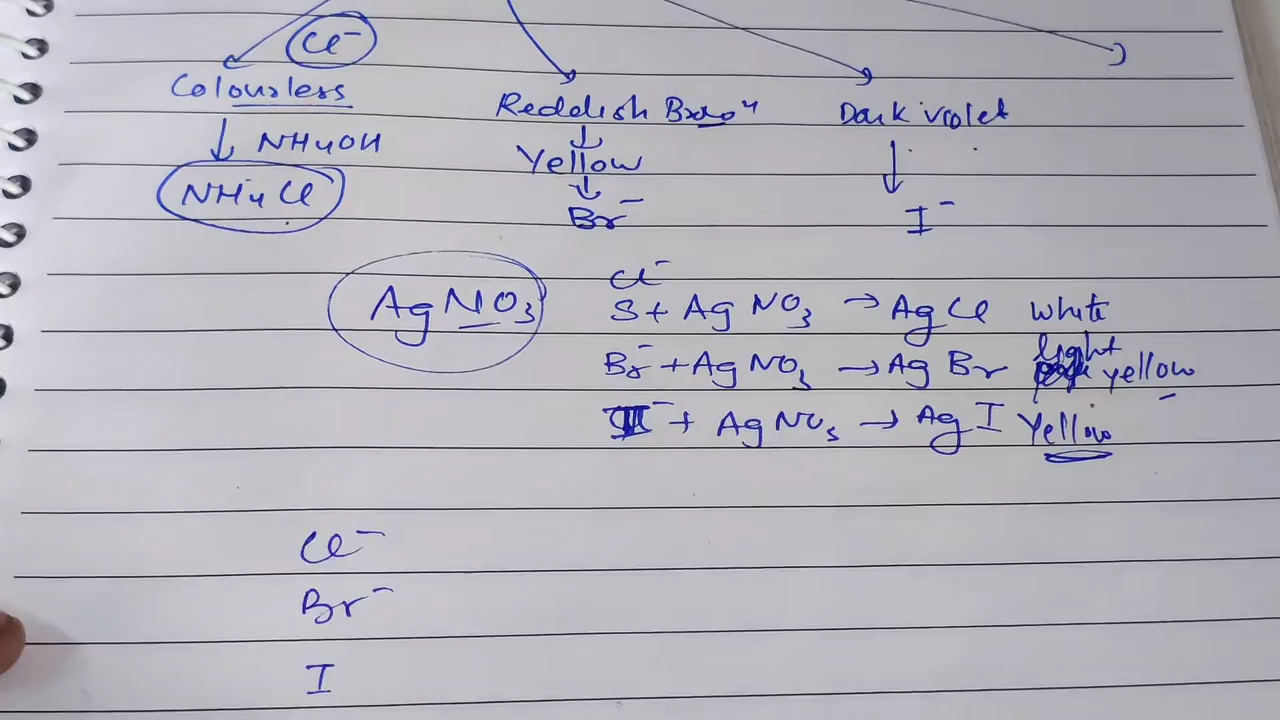 Cl⁻
Colourless Reddish Brown Dark violet
↓ NH4OH ↓
Yellow ↓
NH4Cl ↓
Br⁻ I⁻
Cl⁻
AgNO3 S + AgNO3 → AgCl white
light
Br⁻ + AgNO3 → AgBr yellow
I⁻ + AgNO3 → AgI Yellow
Cl⁻
Br⁻
I